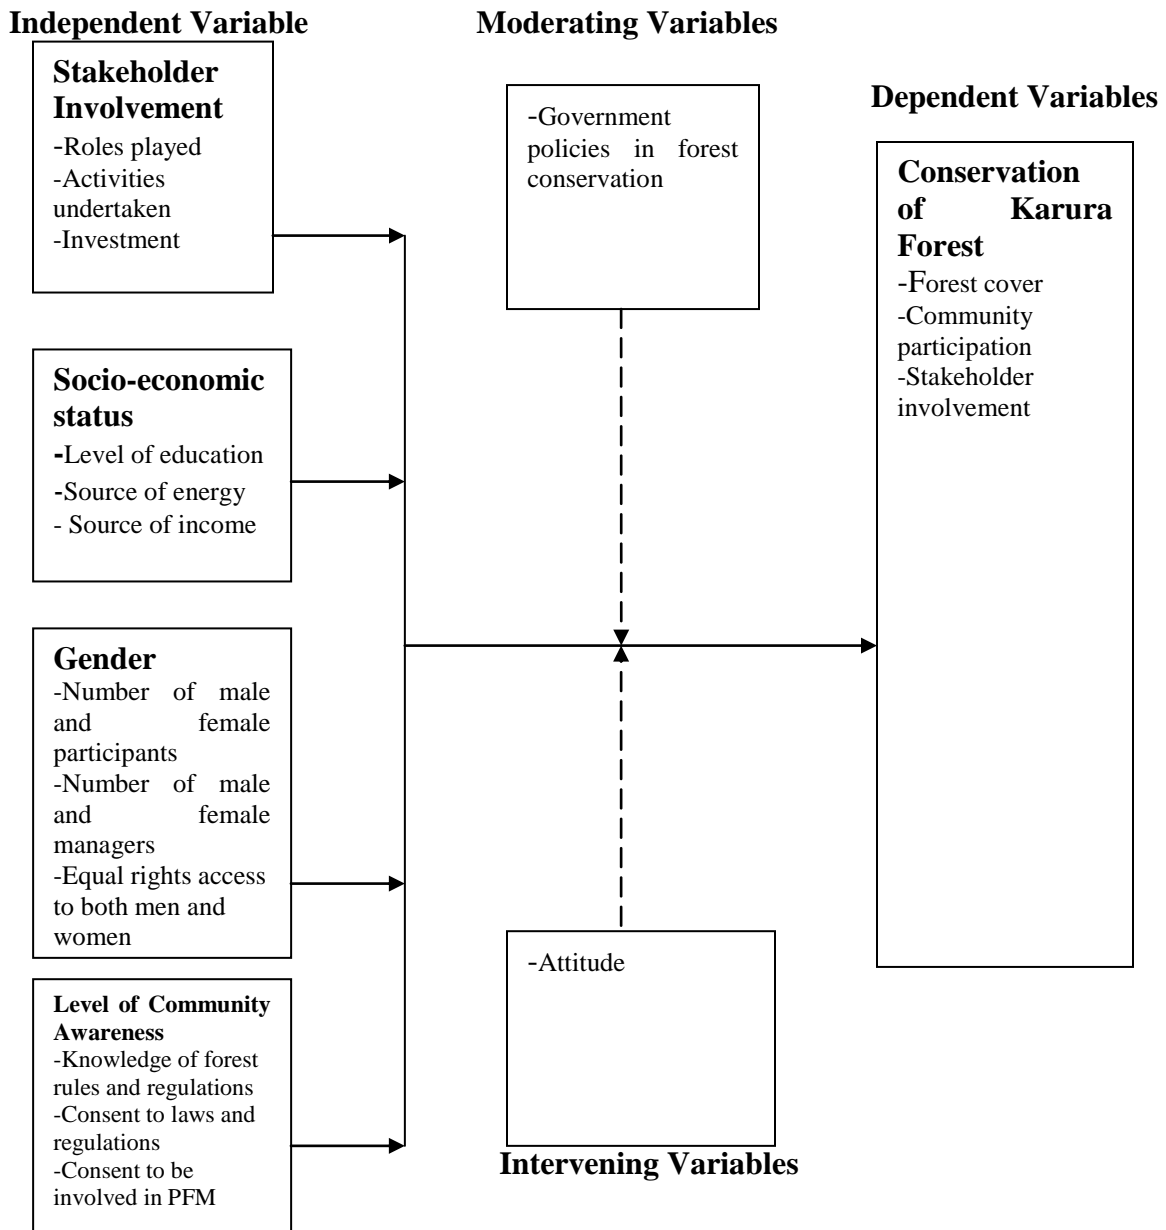 Independent Variable
Stakeholder
Involvement
-Roles played
-Activities
undertaken
-Investment
Socio-economic
status
-Level of education
-Source of energy
- Source of income
Gender
-Number of male
and female
participants
-Number of male
and female
managers
-Equal rights access
to both men and
women
Level of Community
Awareness
-Knowledge of forest
rules and regulations
-Consent to laws and
regulations
-Consent to be
involved in PFM
Moderating Variables
-Government
policies in forest
conservation
-Attitude
Intervening Variables
Dependent Variables
Conservation
of Karura
Forest
-Forest cover
-Community
participation
-Stakeholder
involvement